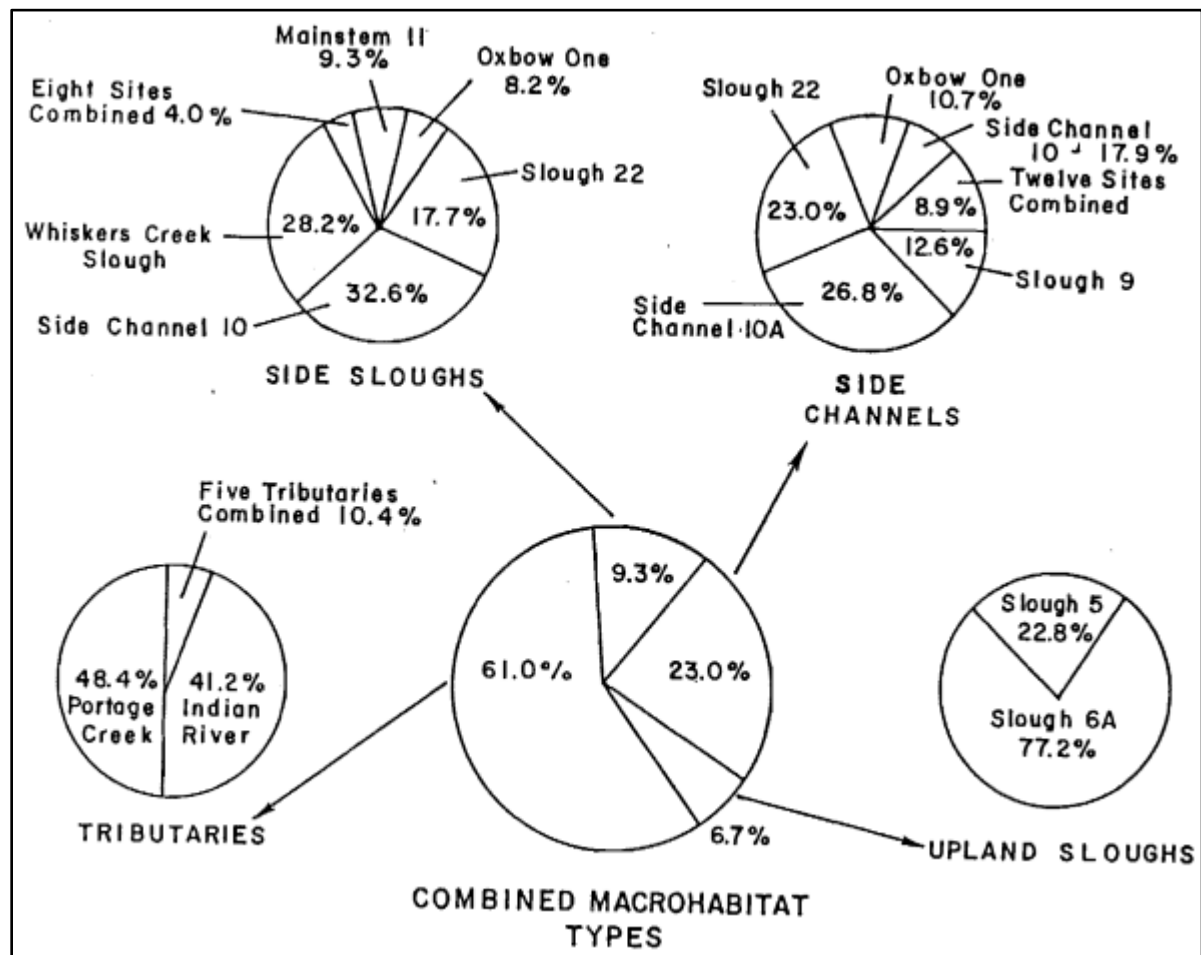 Mainstem 11
9.3%
Oxbow One
8.2%
Eight Sites
Combined 4.0%
Slough 22
17.7%
28.2%
Whiskers Creek
Slough
32.6%
Side Channel 10
SIDE SLOUGHS
Slough 22
Oxbow One
10.7%
Side Channel
10 - 17.9%
Twelve Sites
Combined
8.9%
23.0%
12.6%
Slough 9
26.8%
Side
Channel 10A
SIDE
CHANNELS
Five Tributaries
Combined 10.4%
48.4%
Portage
Creek
41.2%
Indian
River
TRIBUTARIES
9.3%
61.0%
23.0%
6.7%
COMBINED MACROHABITAT
TYPES
Slough 5
22.8%
Slough 6A
77.2%
UPLAND SLOUGHS